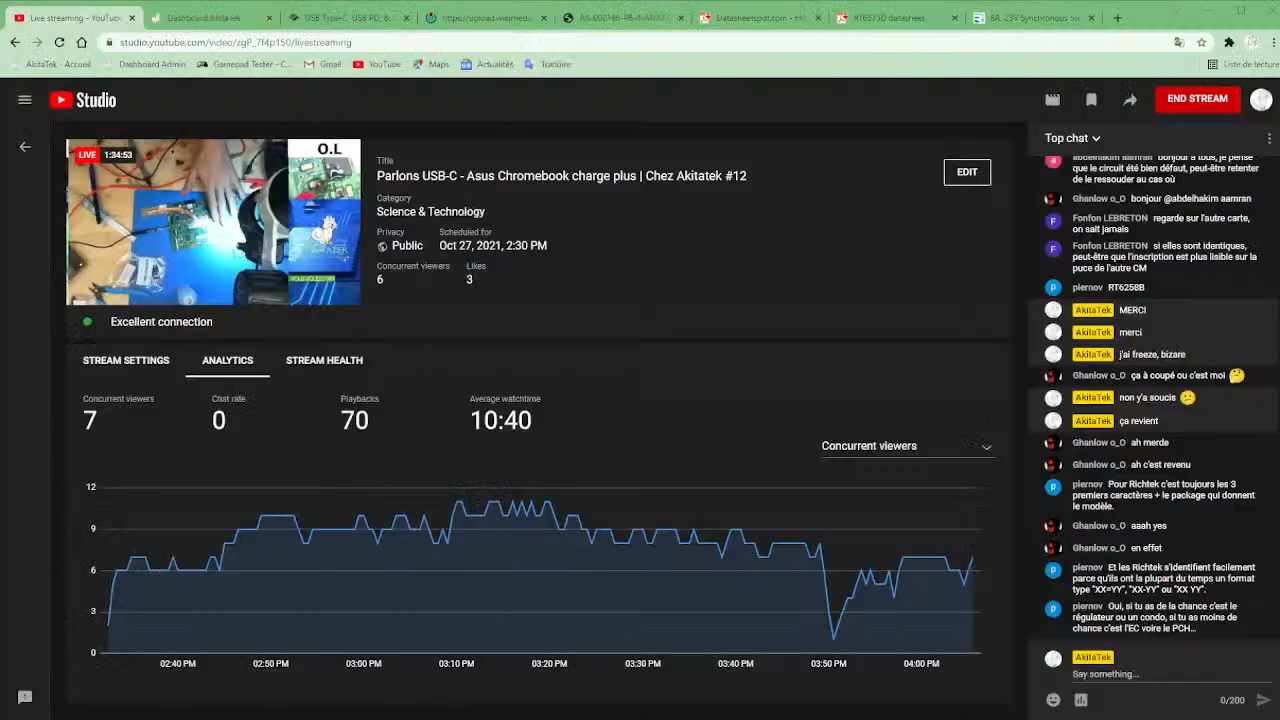 Live streaming - YouTube
Dashboard Akitatek
USB Type-C, USB PD, &
https://upload.wikimed
Datasheetspdf.com -
RT6575D datasheet
8A, 23V Synchronous Se
studio.youtube.com/video/zgP_7f4p150/livestreaming
AkitaTek - Accueil
Dashboard Admin
Gamepad Tester - C...
Gmail
YouTube
Maps
Actualités
Traduire
Liste de lecture
Studio
END STREAM
LIVE 1:34:53
O.L
Title
Parlons USB-C - Asus Chromebook charge plus | Chez Akitatek #12
EDIT
Category
Science & Technology
Privacy
Scheduled for
Public
Oct 27, 2021, 2:30 PM
Concurrent viewers
Likes
6
3
Excellent connection
STREAM SETTINGS
ANALYTICS
STREAM HEALTH
Concurrent viewers
Chat rate
Playbacks
Average watchtime
7
0
70
10:40
Concurrent viewers
12
9
6
3
0
02:40 PM
02:50 PM
03:00 PM
03:10 PM
03:20 PM
03:30 PM
03:40 PM
03:50 PM
04:00 PM
Top chat
abdelhakim aamran bonjour à tous, je pense
que le circuit été bien défaut, peut-être retenter
de le ressouder au cas où
Ghanlow o_O bonjour @abdelhakim aamran
Fonfon LEBRETON regarde sur l'autre carte,
on sait jamais
Fonfon LEBRETON si elles sont identiques,
peut-être que l'inscription est plus lisible sur la
puce de l'autre CM
piernov RT6258B
AkitaTek MERCI
AkitaTek merci
AkitaTek j'ai freeze, bizare
Ghanlow o_O ça à coupé ou c'est moi 🤔
AkitaTek non y'a soucis 😕
AkitaTek ça revient
Ghanlow o_O ah merde
Ghanlow o_O ah c'est revenu
piernov Pour Richtek c'est toujours les 3
premiers caractères + le package qui donnent
le modèle.
Ghanlow o_O aaah yes
Ghanlow o_O en effet
piernov Et les Richtek s'identifient facilement
parce qu'ils ont la plupart du temps un format
type "XX=YY", "XX-YY" ou "XX YY".
piernov Oui, si tu as de la chance c'est le
régulateur ou un condo, si tu as moins de
chance c'est l'EC voire le PCH...
AkitaTek
Say something...
0/200